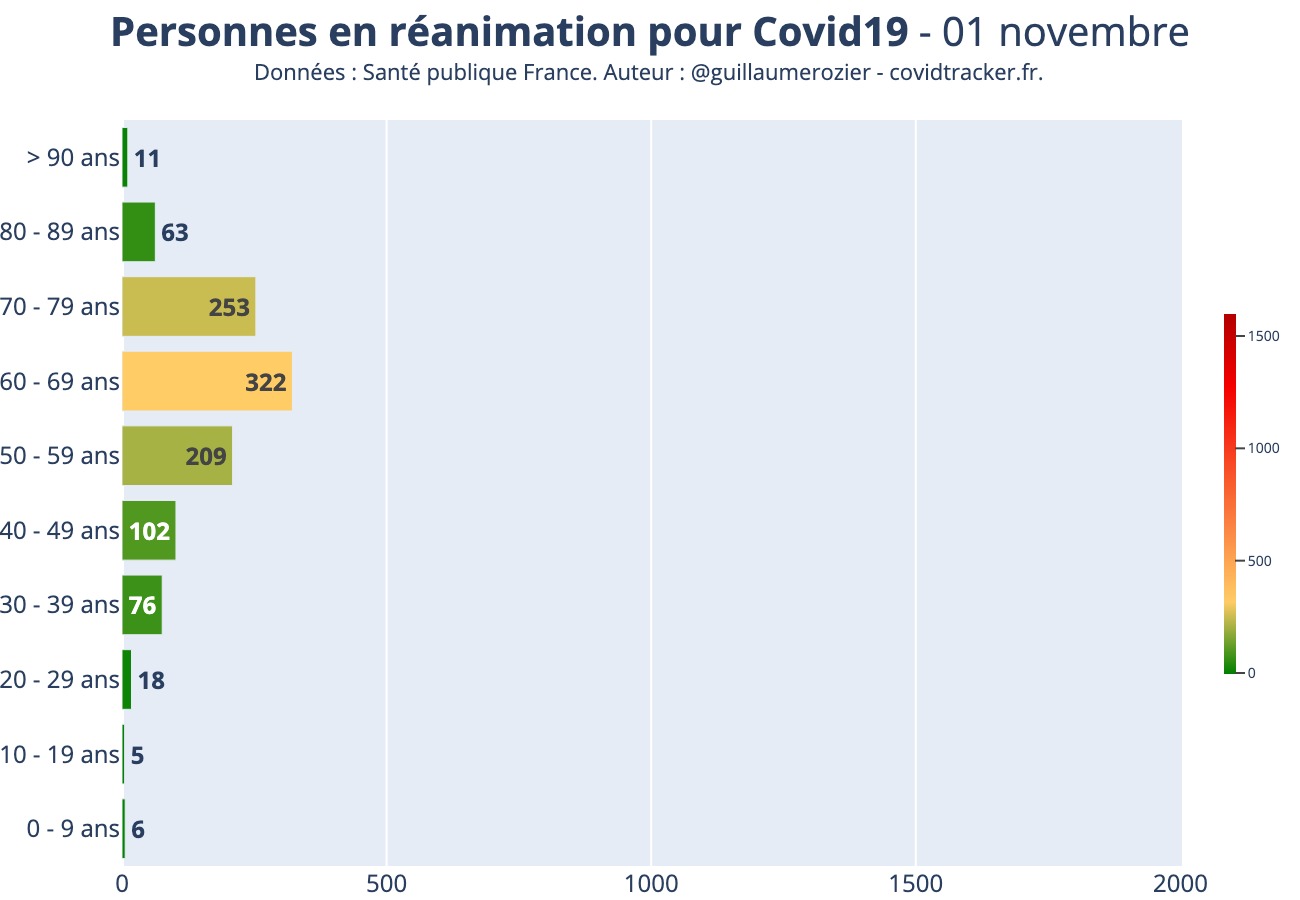 Personnes en réanimation pour Covid19 - 01 novembre
Données : Santé publique France. Auteur : @guillaumerozier - covidtracker.fr.
> 90 ans 11
80 - 89 ans 63
70 - 79 ans 253
60 - 69 ans 322
50 - 59 ans 209
40 - 49 ans 102
30 - 39 ans 76
20 - 29 ans 18
10 - 19 ans 5
0 - 9 ans 6
0 500 1000 1500 2000
1500
1000
500
0